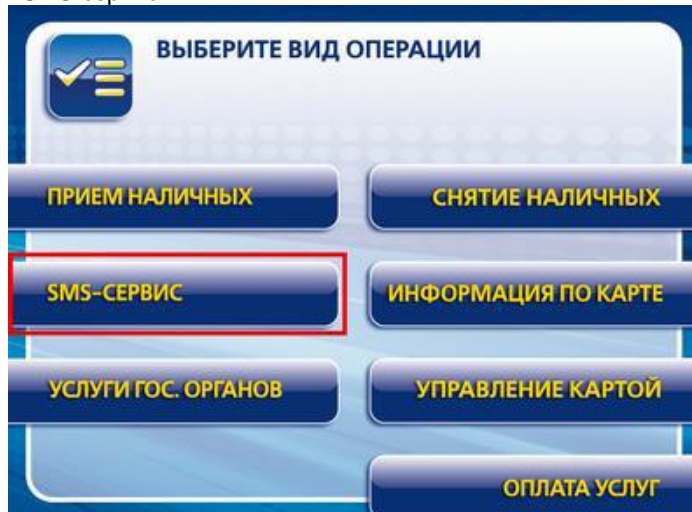 ВЫБЕРИТЕ ВИД ОПЕРАЦИИ
ПРИЕМ НАЛИЧНЫХ
СНЯТИЕ НАЛИЧНЫХ
SMS-СЕРВИС
ИНФОРМАЦИЯ ПО КАРТЕ
УСЛУГИ ГОС. ОРГАНОВ
УПРАВЛЕНИЕ КАРТОЙ
ОПЛАТА УСЛУГ